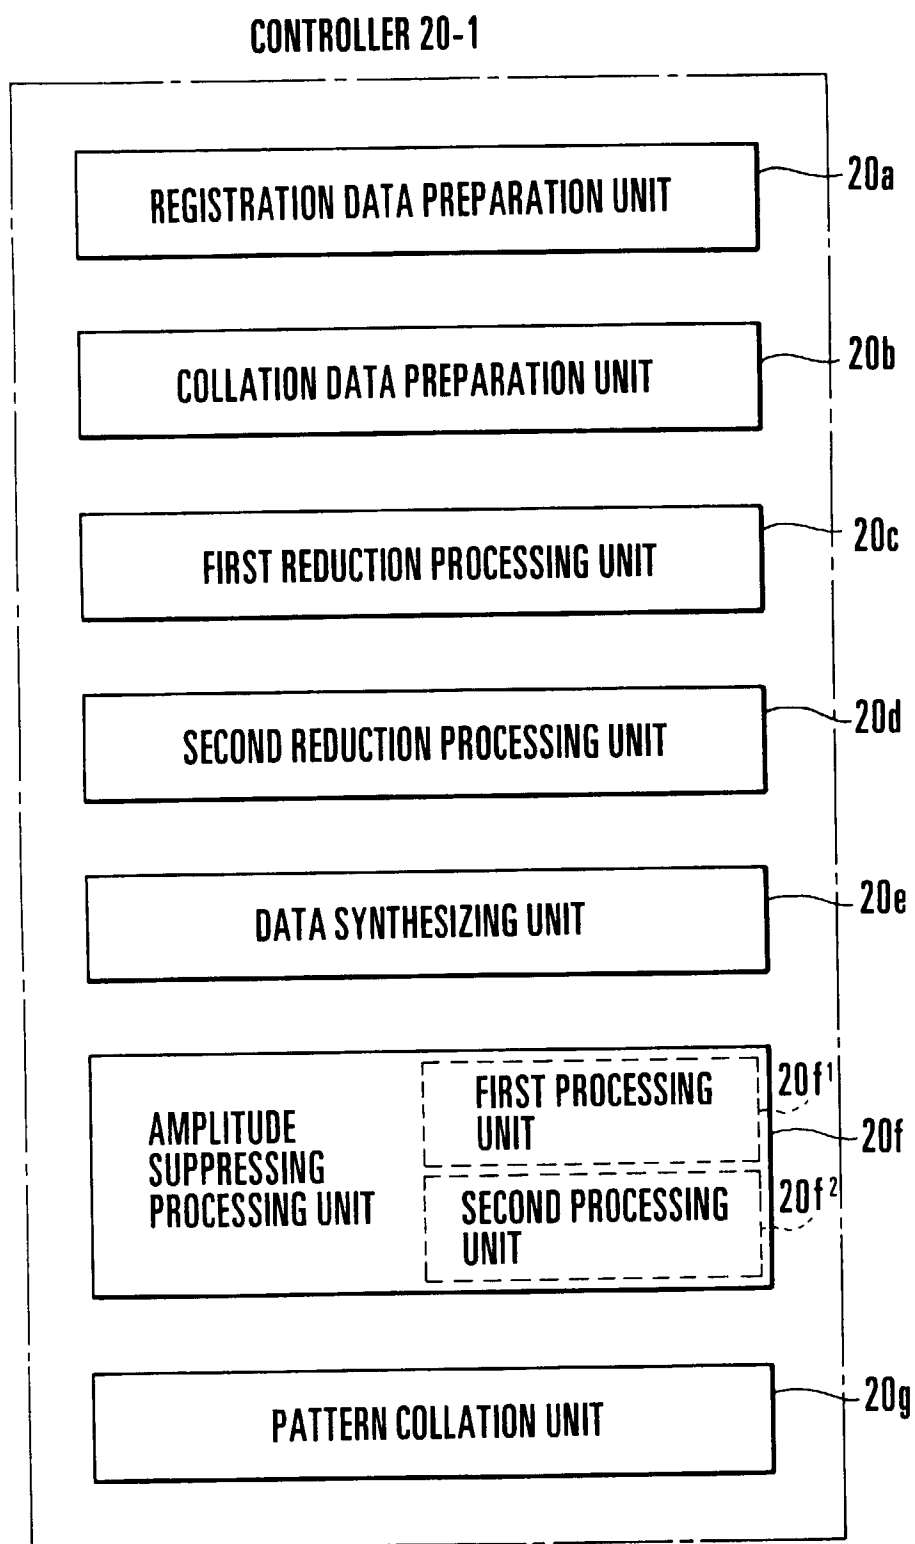 CONTROLLER 20-1
REGISTRATION DATA PREPARATION UNIT
20a
COLLATION DATA PREPARATION UNIT
20b
FIRST REDUCTION PROCESSING UNIT
20c
SECOND REDUCTION PROCESSING UNIT
20d
DATA SYNTHESIZING UNIT
20e
AMPLITUDE
SUPPRESSING
PROCESSING UNIT
FIRST PROCESSING
UNIT
20f¹
20f
SECOND PROCESSING
UNIT
20f²
PATTERN COLLATION UNIT
20g